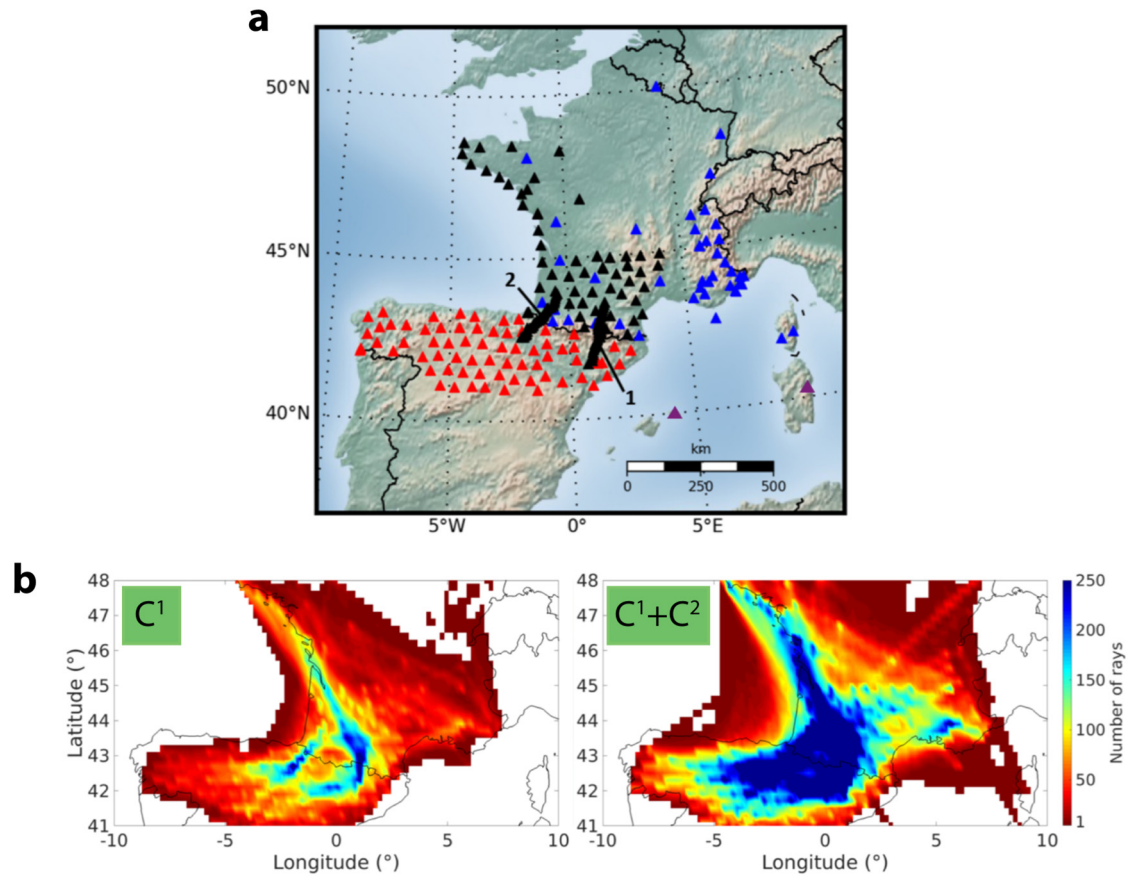 a
50°N
45°N
40°N
2
1
km
0 250 500
5°W 0° 5°E
b
C¹ C¹+C²
48 48 250
47 47
46 46 200
45 45 150
44 44 100
43 43
42 42 50
41 41 1
Latitude (°)
Number of rays
-10 -5 0 5 10 -10 -5 0 5 10
Longitude (°) Longitude (°)